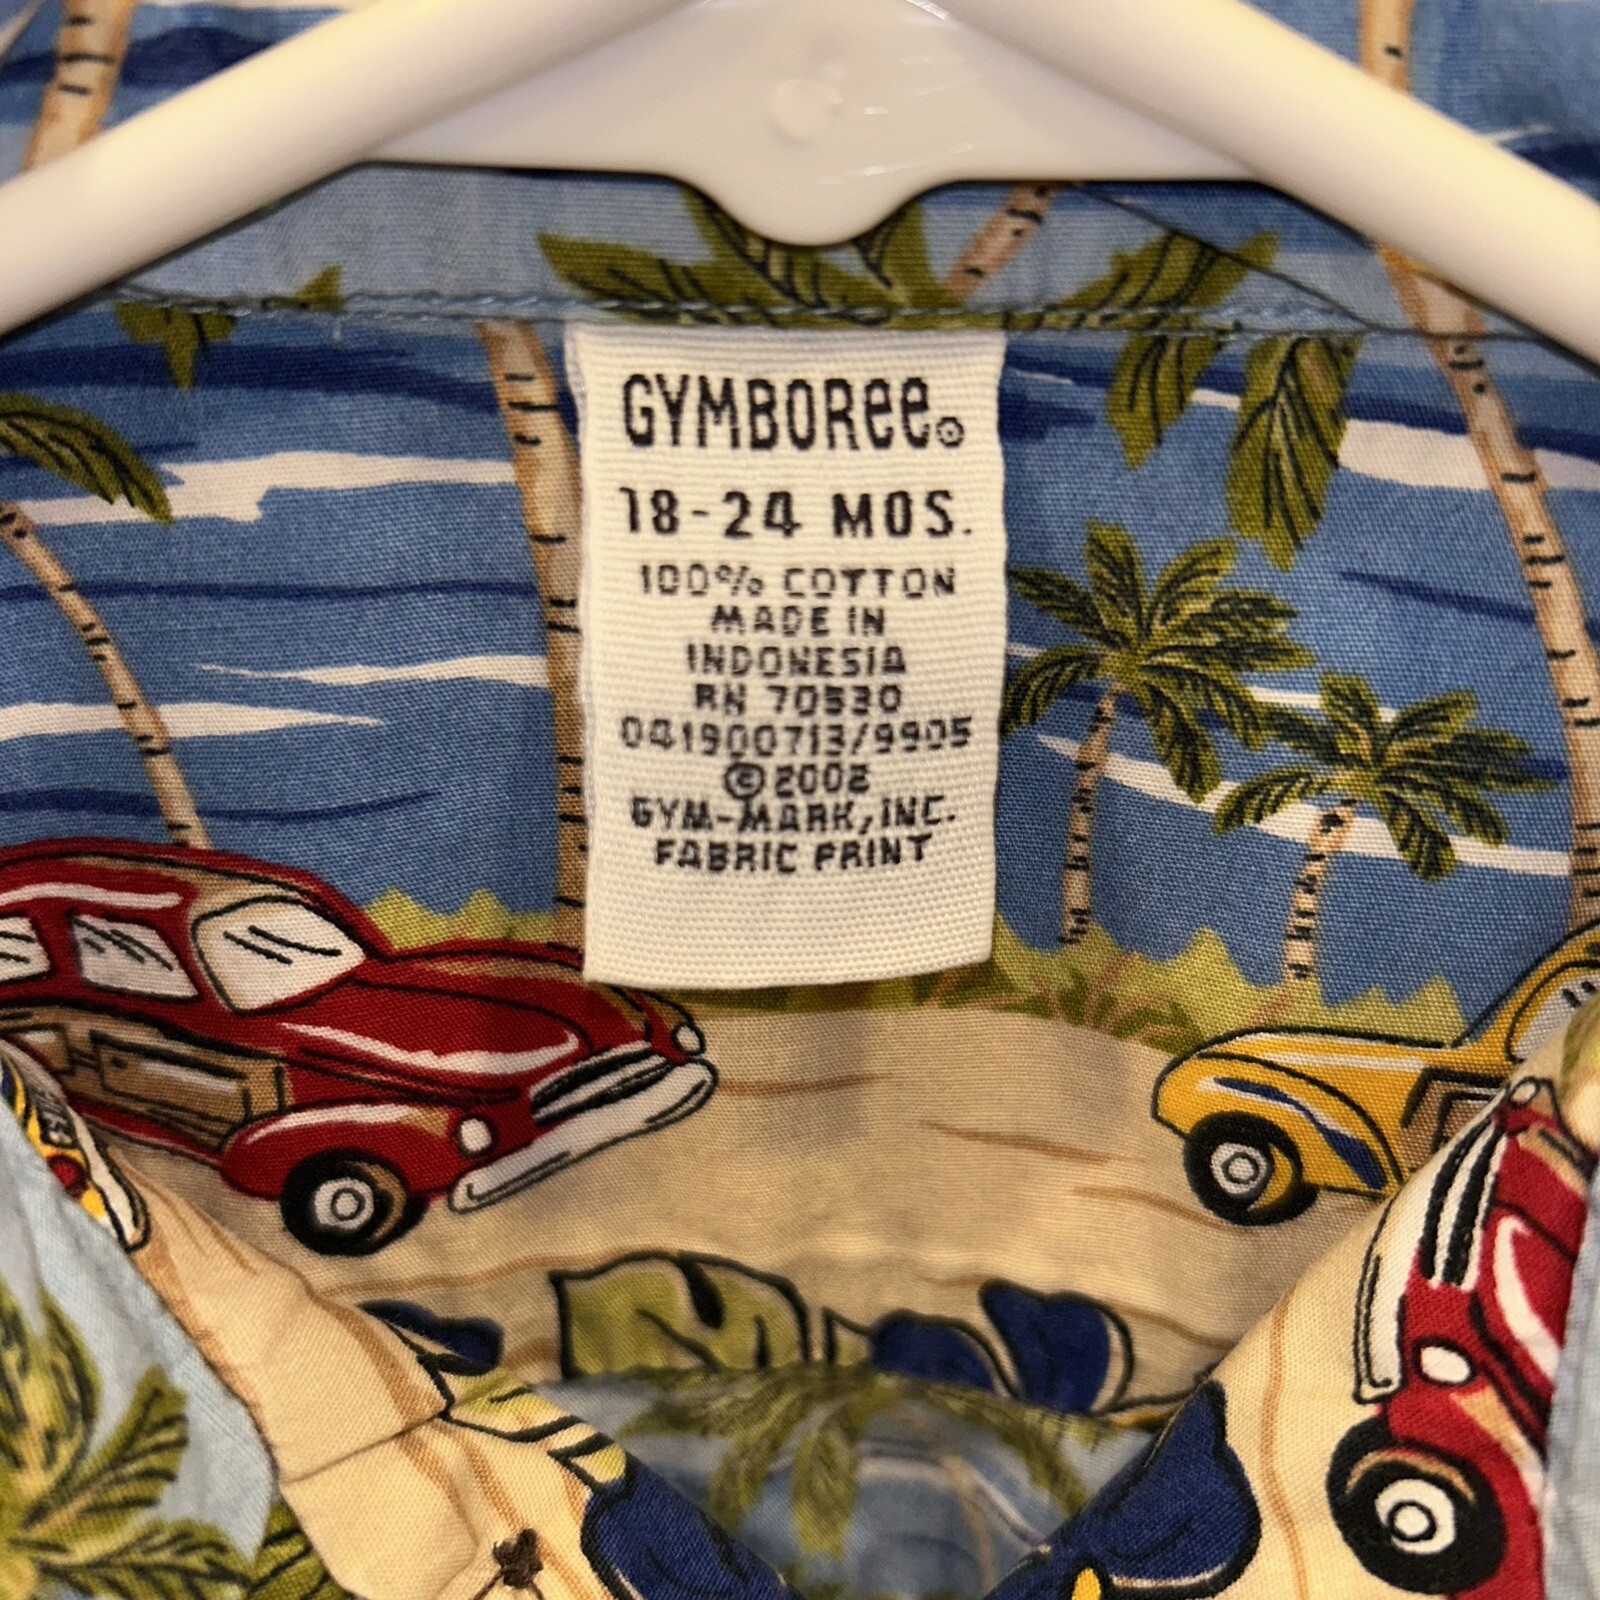 GYMBORee®
18-24 MOS.
100% COTTON
MADE IN
INDONESIA
RN 70530
041900713/9905
©2002
GYM-MARK, INC.
FABRIC PRINT